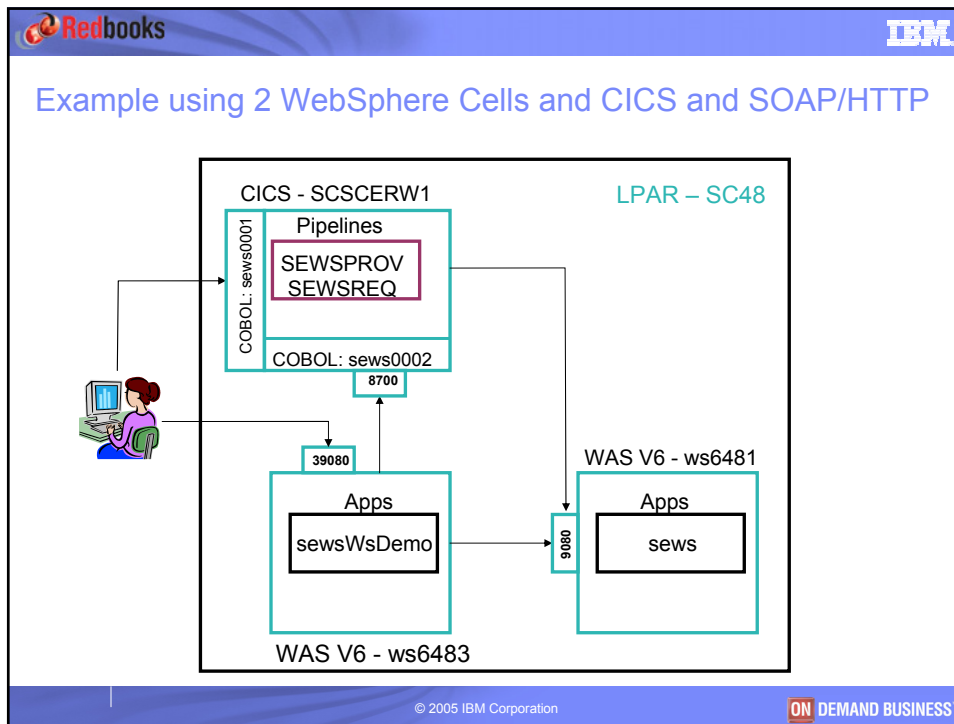 Redbooks
IBM
Example using 2 WebSphere Cells and CICS and SOAP/HTTP
CICS - SCSCERW1
LPAR – SC48
COBOL: sews0001
Pipelines
SEWSPROV
SEWSREQ
COBOL: sews0002
8700
39080
WAS V6 - ws6481
Apps
sewsWsDemo
9080
Apps
sews
WAS V6 - ws6483
© 2005 IBM Corporation
ON DEMAND BUSINESS